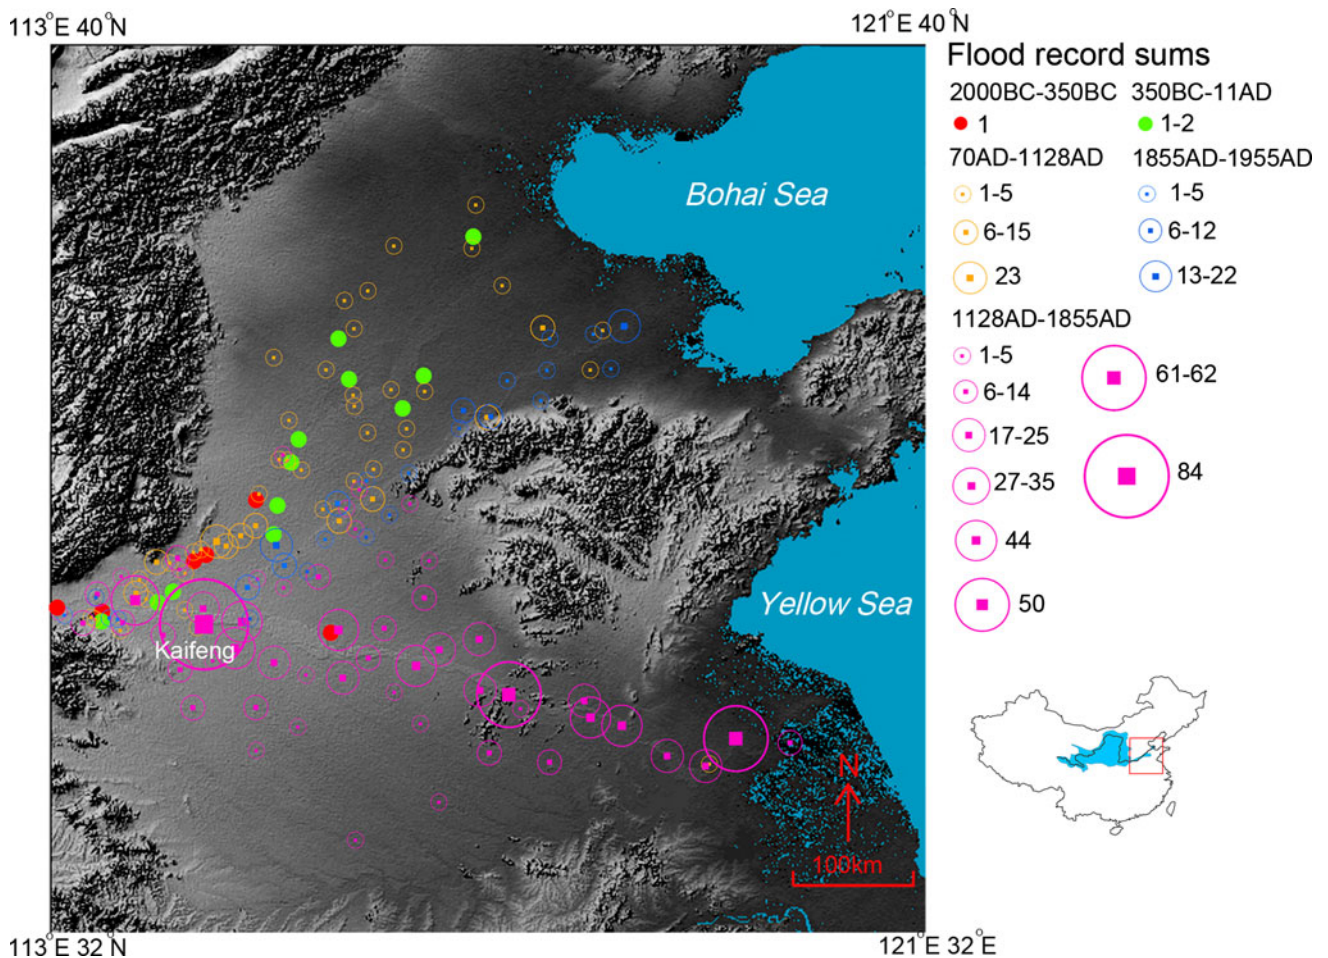 113°E 40°N
121°E 40°N
Flood record sums
2000BC-350BC 350BC-11AD
1 1-2
70AD-1128AD 1855AD-1955AD
1-5 1-5
6-15 6-12
23 13-22
1128AD-1855AD
1-5
6-14
17-25
27-35
44
50
61-62
84
Bohai Sea
Yellow Sea
Kaifeng
N
100km
113°E 32°N
121°E 32°E